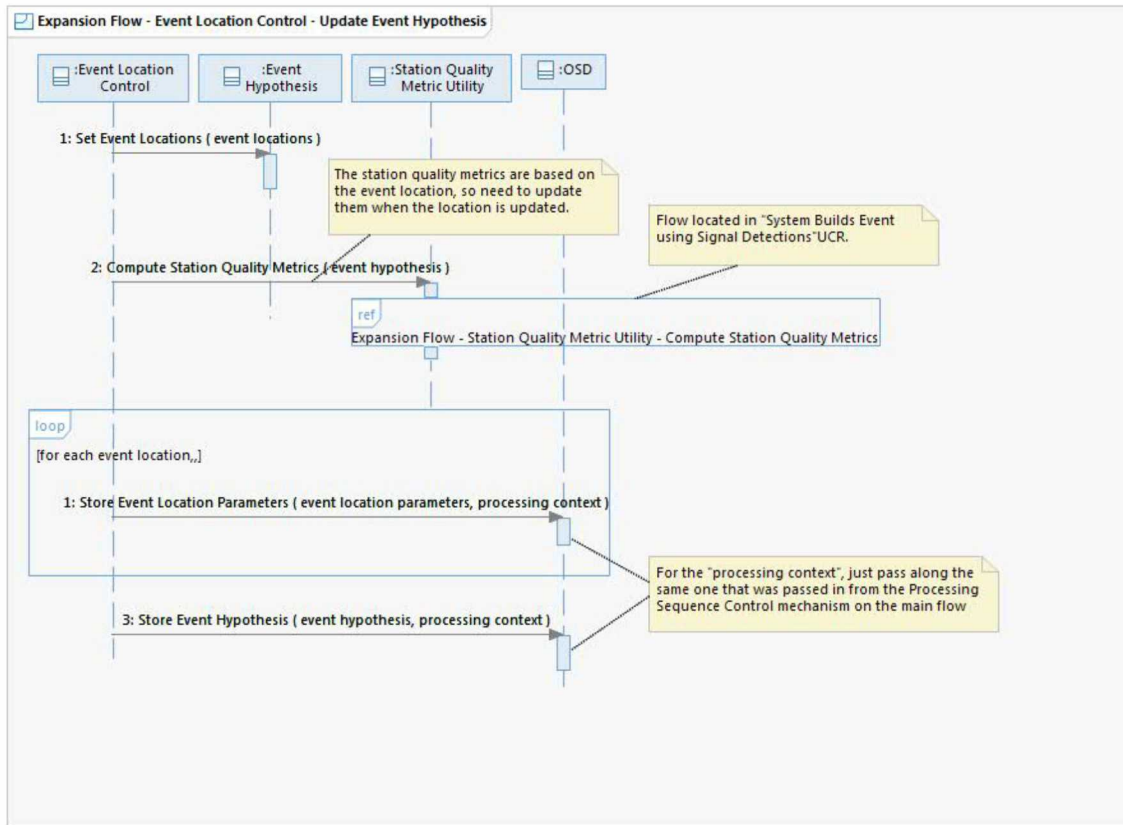 Expansion Flow - Event Location Control - Update Event Hypothesis
:Event Location
Control
:Event
Hypothesis
:Station Quality
Metric Utility
:OSD
1: Set Event Locations ( event locations )
The station quality metrics are based on
the event location, so need to update
them when the location is updated.
Flow located in "System Builds Event
using Signal Detections"UCR.
2: Compute Station Quality Metrics ( event hypothesis )
ref
Expansion Flow - Station Quality Metric Utility - Compute Station Quality Metrics
loop
[for each event location,,]
1: Store Event Location Parameters ( event location parameters, processing context )
For the "processing context", just pass along the
same one that was passed in from the Processing
Sequence Control mechanism on the main flow
3: Store Event Hypothesis ( event hypothesis, processing context )